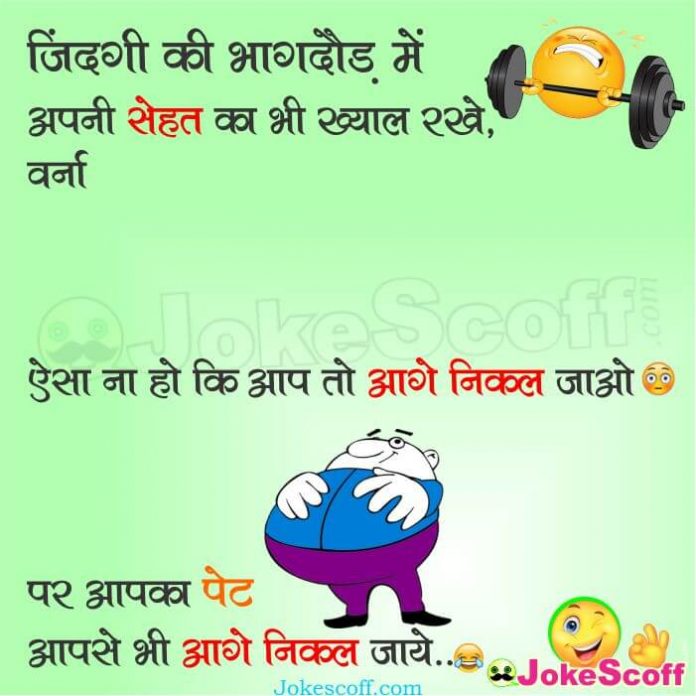 जिंदगी की भागदौड़ में
अपनी सेहत का भी ख्याल रखे,
वर्ना
JokeScoff.com
ऐसा ना हो कि आप तो आगे निकल जाओ😳
पर आपका पेट
आपसे भी आगे निकल जाये..😂
JokeScoff
Jokescoff.com